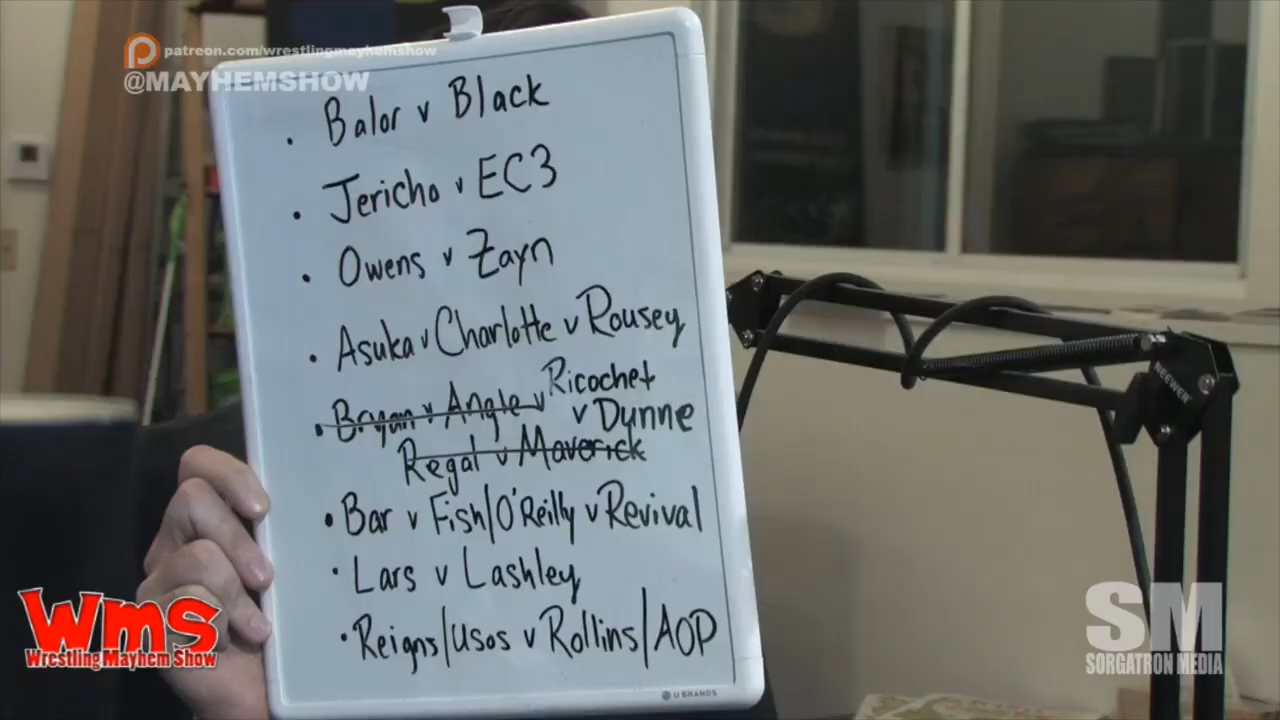 patreon.com/wrestlingmayhemshow
@MAYHEMSHOW
• Balor v Black
• Jericho v EC3
• Owens v Zayn
• Asuka v Charlotte v Rousey
• Bryan v Angle v Ricochet
v Dunne
Regal v Maverick
• Bar v Fish/O'Reilly v Revival
• Lars v Lashley
• Reigns/Usos v Rollins/AOP
U BRANDS
NEEWER
WMS
Wrestling Mayhem Show
SM
SORGATRON MEDIA